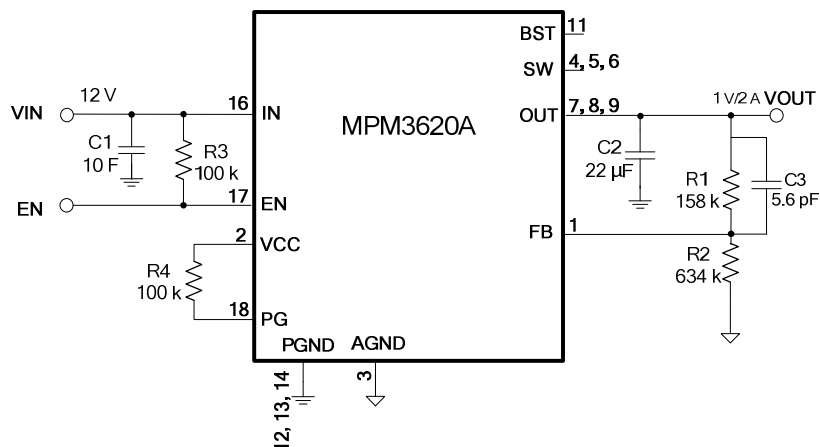 BST
11
SW
4, 5, 6
12 V
VIN
16
IN
MPM3620A
OUT
7, 8, 9
1 V/2 A VOUT
C1
10 F
R3
100 k
C2
22 µF
R1
158 k
C3
5.6 pF
EN
17
EN
FB
1
2
VCC
R2
634 k
R4
100 k
18
PG
PGND
AGND
12, 13, 14
3